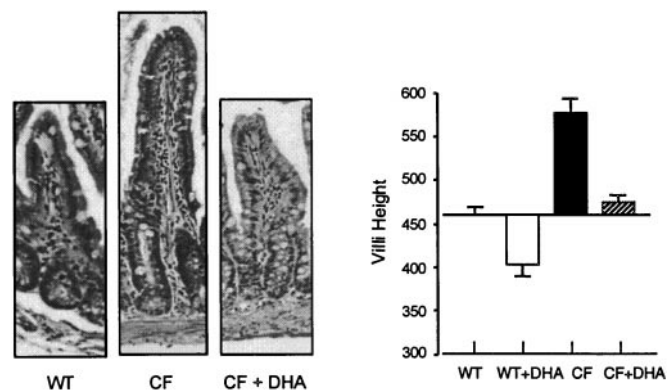 WT
CF
CF + DHA
Villi Height
600
550
500
450
400
350
300
WT
WT+DHA
CF
CF+DHA